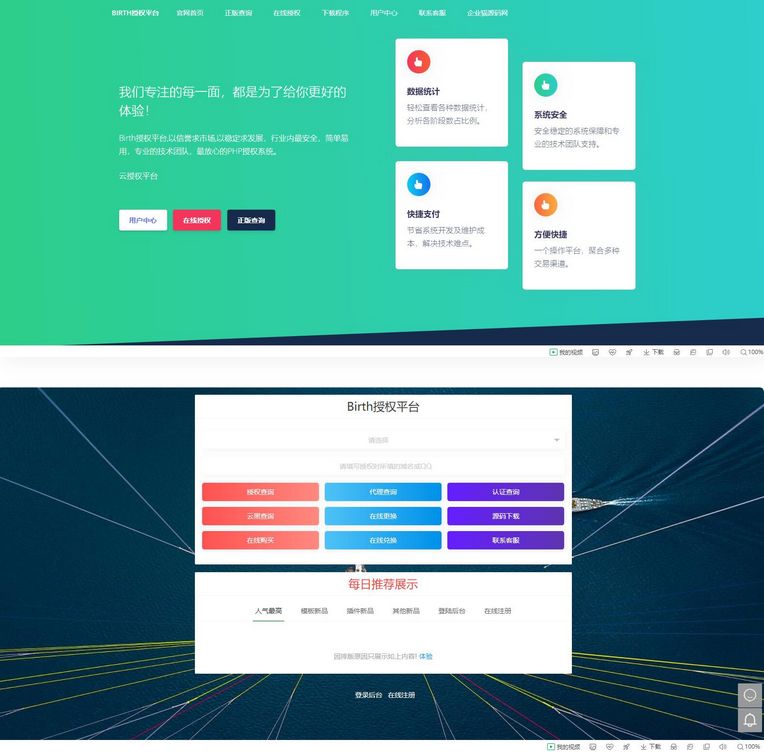 BIRTH授权平台 官网首页 正版查询 在线授权 下载程序 用户中心 联系客服 企业猫源码网
我们专注的每一面，都是为了给你更好的
体验！
Birth授权平台,以信誉求市场,以稳定求发展，行业内最安全，简单易
用，专业的技术团队，最放心的PHP授权系统。
云授权平台
用户中心 在线授权 正版查询
数据统计
轻松查看各种数据统计，
分析各阶段数占比例。
系统安全
安全稳定的系统保障和专
业的技术团队支持。
快捷支付
节省系统开发及维护成
本，解决技术难点。
方便快捷
一个操作平台，聚合多种
交易渠道。
我的视频 下载 100%
Birth授权平台
请选择
请填写授权时所填的域名或QQ
授权查询 代理查询 认证查询
云黑查询 在线更换 源码下载
在线购买 在线兑换 联系客服
每日推荐展示
人气最高 模板新品 插件新品 其他新品 登陆后台 在线注册
因排版原因只展示如上内容! 体验
登录后台 在线注册
我的视频 下载 100%